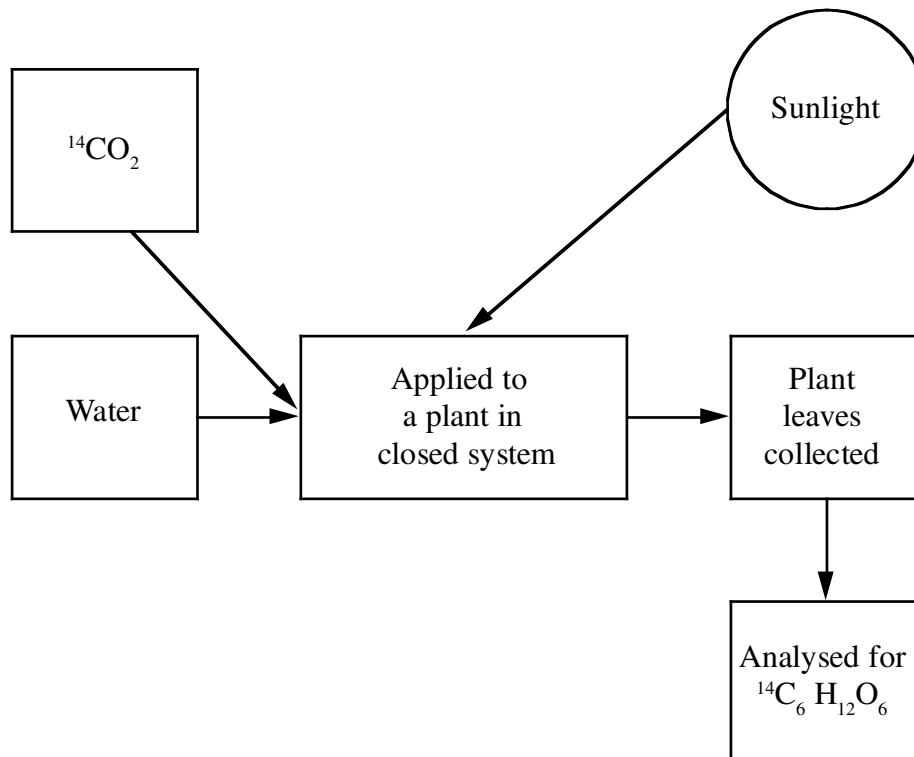 Sunlight
¹⁴CO₂
Water
Applied to
a plant in
closed system
Plant
leaves
collected
Analysed for
¹⁴C₆ H₁₂O₆